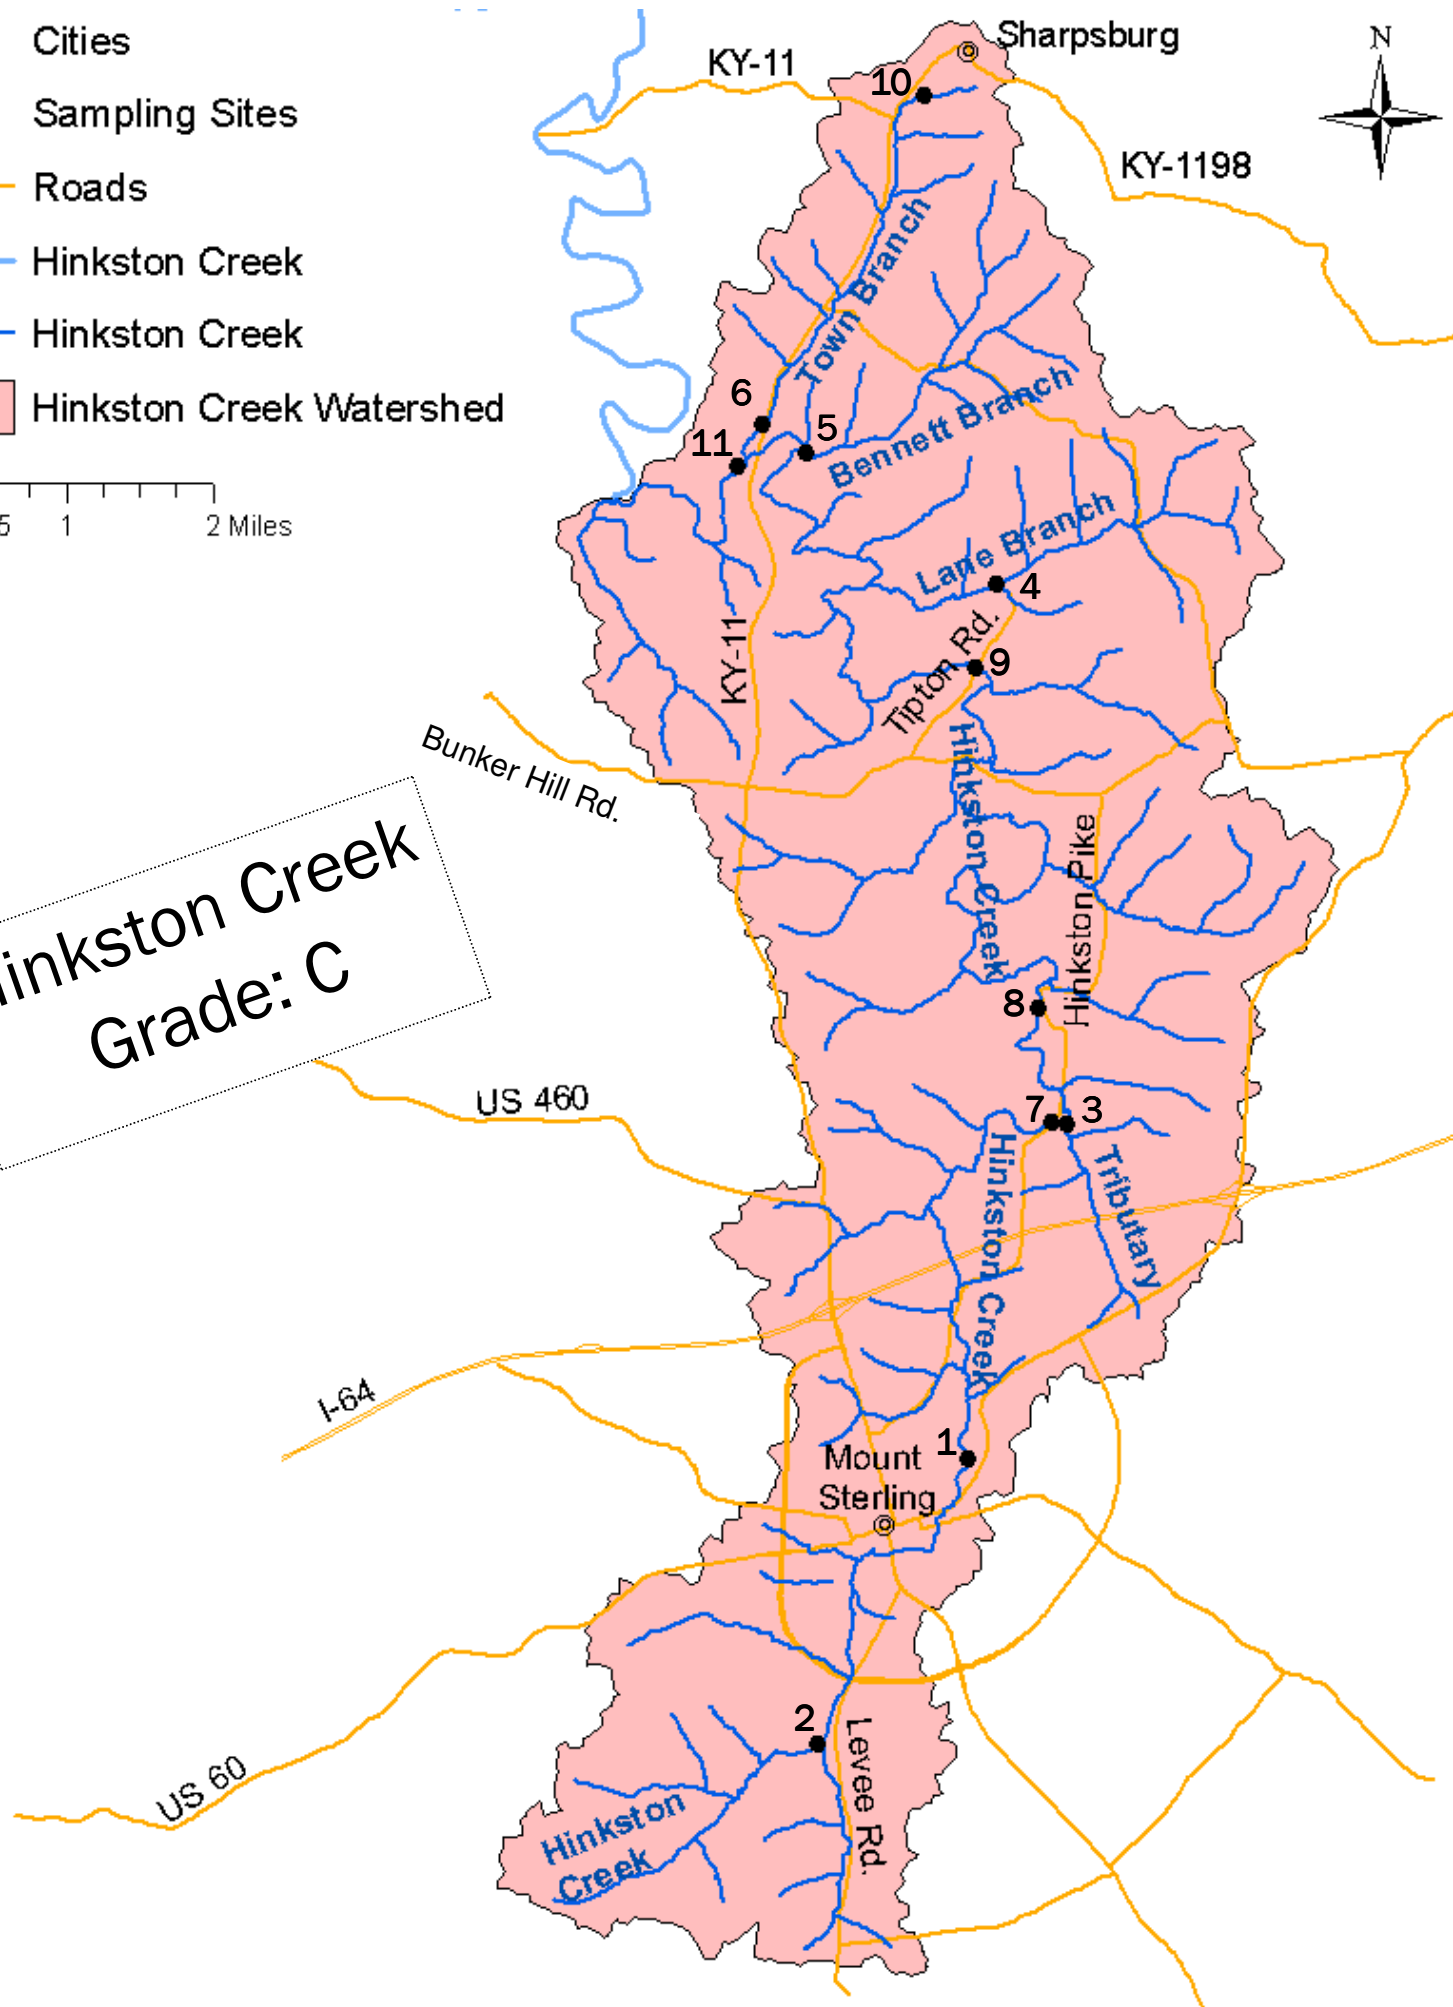 Cities
Sampling Sites
Roads
Hinkston Creek
Hinkston Creek
Hinkston Creek Watershed
5 1 2 Miles
N
Sharpsburg
KY-11
10
KY-1198
Town Branch
6
5
11
Bennett Branch
Lane Branch
4
KY-11
Tipton Rd.
9
Bunker Hill Rd.
Hinkston Creek
Hinkston Pike
inkston Creek
Grade: C
8
US 460
7
3
Hinkston Creek
Tributary
I-64
1
Mount
Sterling
2
Levee Rd.
US 60
Hinkston
Creek